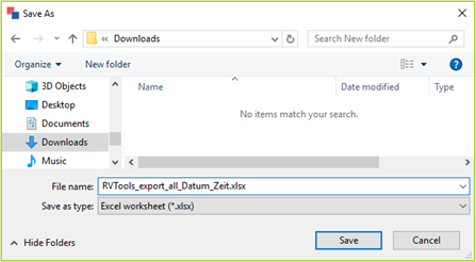 Save As
« Downloads
Search New folder
Organize
New folder
3D Objects
Desktop
Documents
Downloads
Music
Name
Date modified
Type
No items match your search.
File name: RVTools_export_all_Datum_Zeit.xlsx
Save as type: Excel worksheet (*.xlsx)
Hide Folders
Save
Cancel